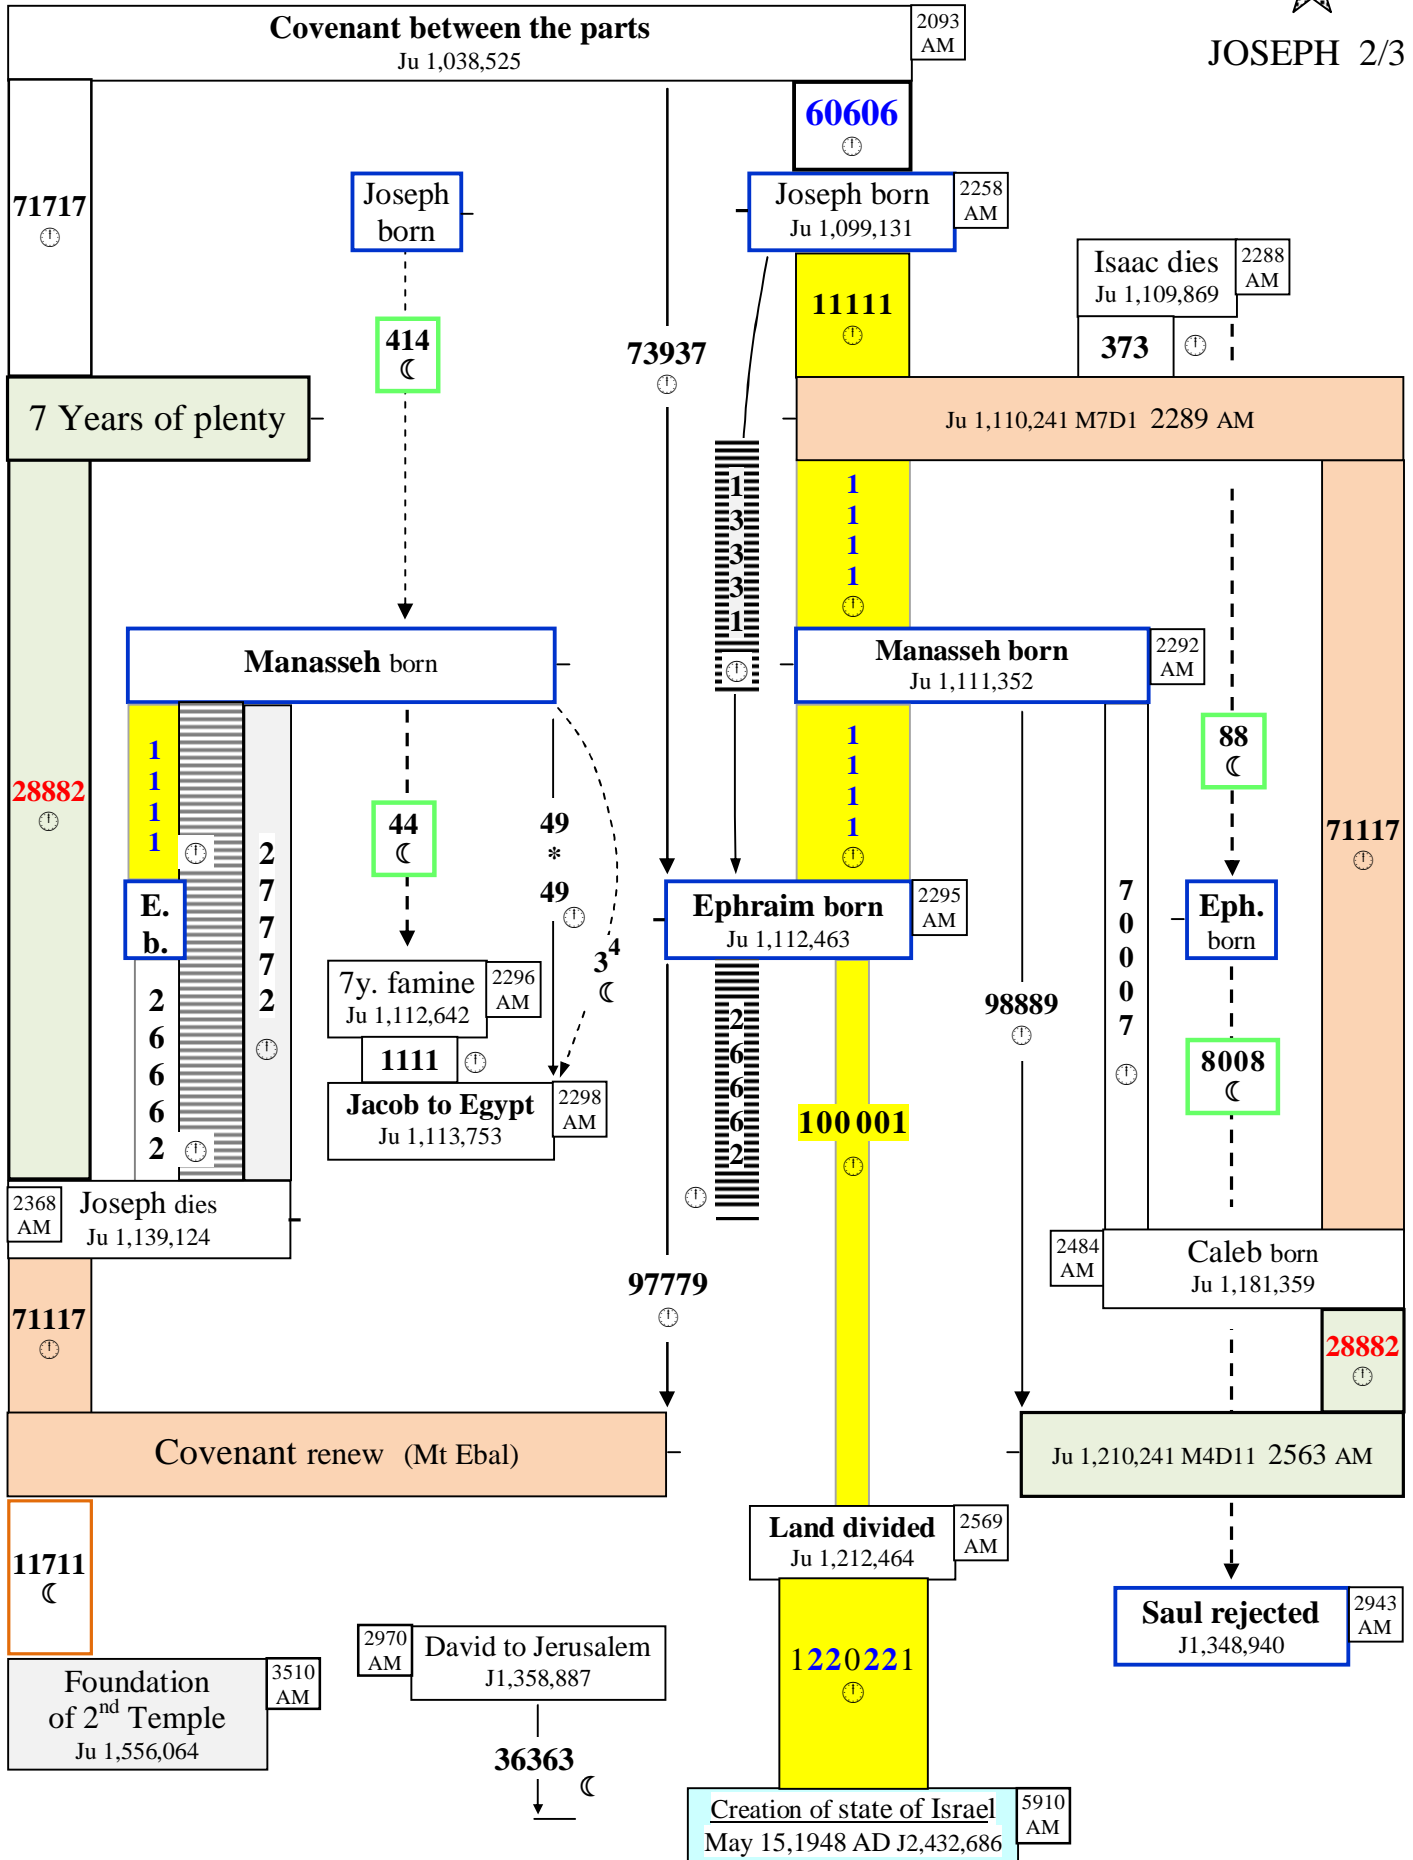 Covenant between the parts
Ju 1,038,525
2093
AM
JOSEPH 2/3
60606
71717
Joseph
born
Joseph born
Ju 1,099,131
2258
AM
Isaac dies
Ju 1,109,869
2288
AM
11111
414
73937
373
7 Years of plenty
Ju 1,110,241 M7D1 2289 AM
1
3
3
3
1
1
1
1
1
Manasseh born
Manasseh born
Ju 1,111,352
2292
AM
28882
1
1
1
1
2
7
7
7
2
44
49
*
49
3^4
1
1
1
1
88
71117
E.
b.
Ephraim born
Ju 1,112,463
2295
AM
7
0
0
0
7
Eph.
born
2
6
6
6
2
7y. famine
Ju 1,112,642
2296
AM
1111
Jacob to Egypt
Ju 1,113,753
2298
AM
2
6
6
6
2
98889
8008
100 001
2368
AM
Joseph dies
Ju 1,139,124
2484
AM
Caleb born
Ju 1,181,359
97779
71117
28882
Covenant renew (Mt Ebal)
Ju 1,210,241 M4D11 2563 AM
11711
Land divided
Ju 1,212,464
2569
AM
Saul rejected
J1,348,940
2943
AM
2970
AM
David to Jerusalem
J1,358,887
1220221
Foundation
of 2nd Temple
Ju 1,556,064
3510
AM
36363
Creation of state of Israel
May 15,1948 AD J2,432,686
5910
AM